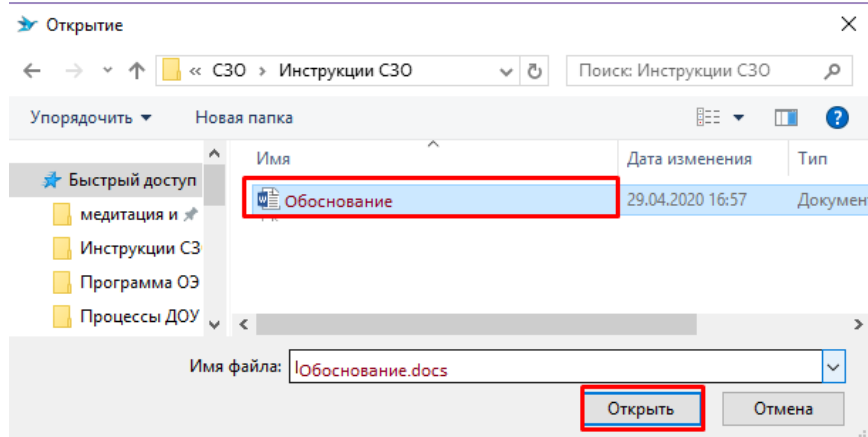 Открытие
« СЗО › Инструкции СЗО
Поиск: Инструкции СЗО
Упорядочить Новая папка
Имя Дата изменения Тип
Быстрый доступ
Обоснование 29.04.2020 16:57 Докумен
медитация и
Инструкции СЗ
Программа ОЭ
Процессы ДОУ
Имя файла: Обоснование.docs
Открыть Отмена